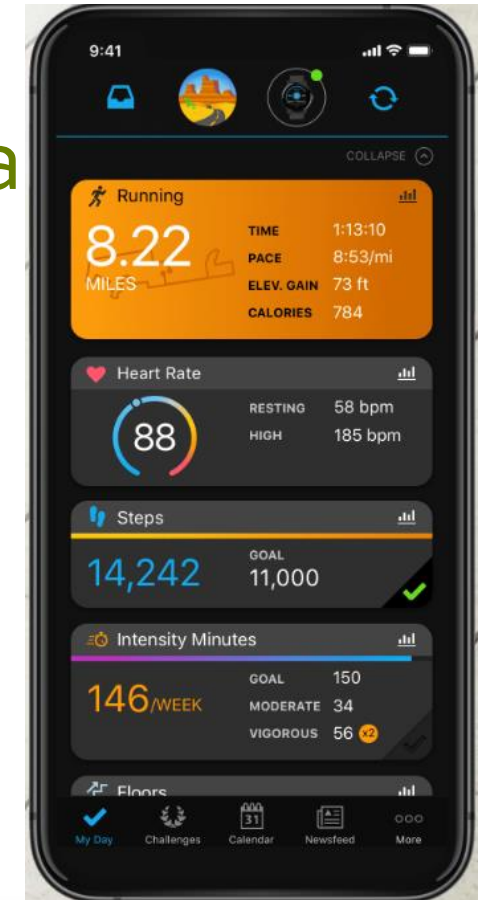 a
9:41
COLLAPSE
Running
8.22
MILES
TIME 1:13:10
PACE 8:53/mi
ELEV. GAIN 73 ft
CALORIES 784
Heart Rate
88
RESTING 58 bpm
HIGH 185 bpm
Steps
14,242
GOAL
11,000
Intensity Minutes
146/WEEK
GOAL 150
MODERATE 34
VIGOROUS 56 x2
Floors
31
My Day Challenges Calendar Newsfeed More